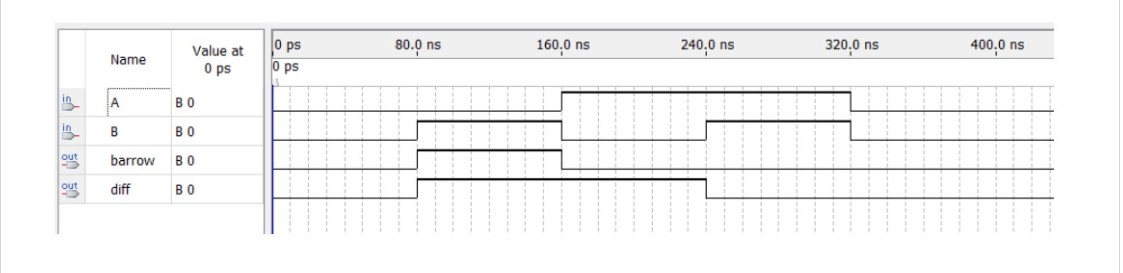 Name Value at 0 ps
0 ps 80.0 ns 160.0 ns 240.0 ns 320.0 ns 400.0 ns
0 ps
in A B 0
in B B 0
out barrow B 0
out diff B 0